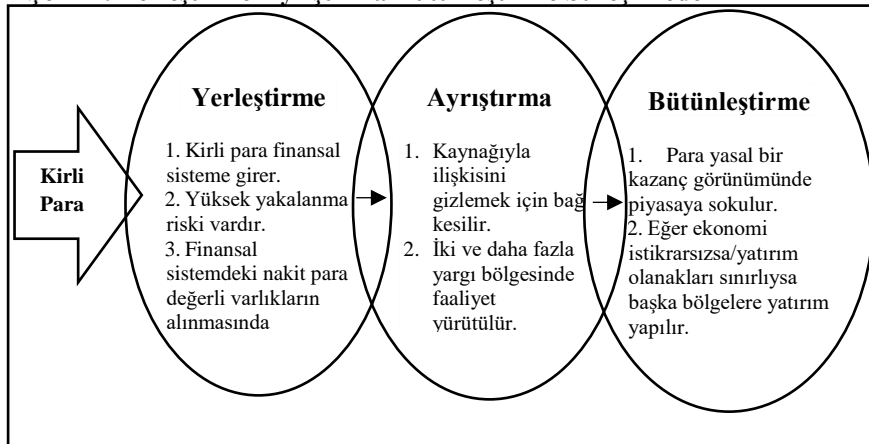 Kirli
Para
Yerleştirme
1. Kirli para finansal
sisteme girer.
2. Yüksek yakalanma
riski vardır.
3. Finansal
sistemdeki nakit para
değerli varlıkların
alınmasında
Ayrıştırma
1. Kaynağıyla
ilişkisini
gizlemek için bağ
kesilir.
2. İki ve daha fazla
yargı bölgesinde
faaliyet
yürütülür.
Bütünleştirme
1. Para yasal bir
kazanç görünümünde
piyasaya sokulur.
2. Eğer ekonomi
istikrarsızsa/yatırım
olanakları sınırlıysa
başka bölgelere yatırım
yapılır.